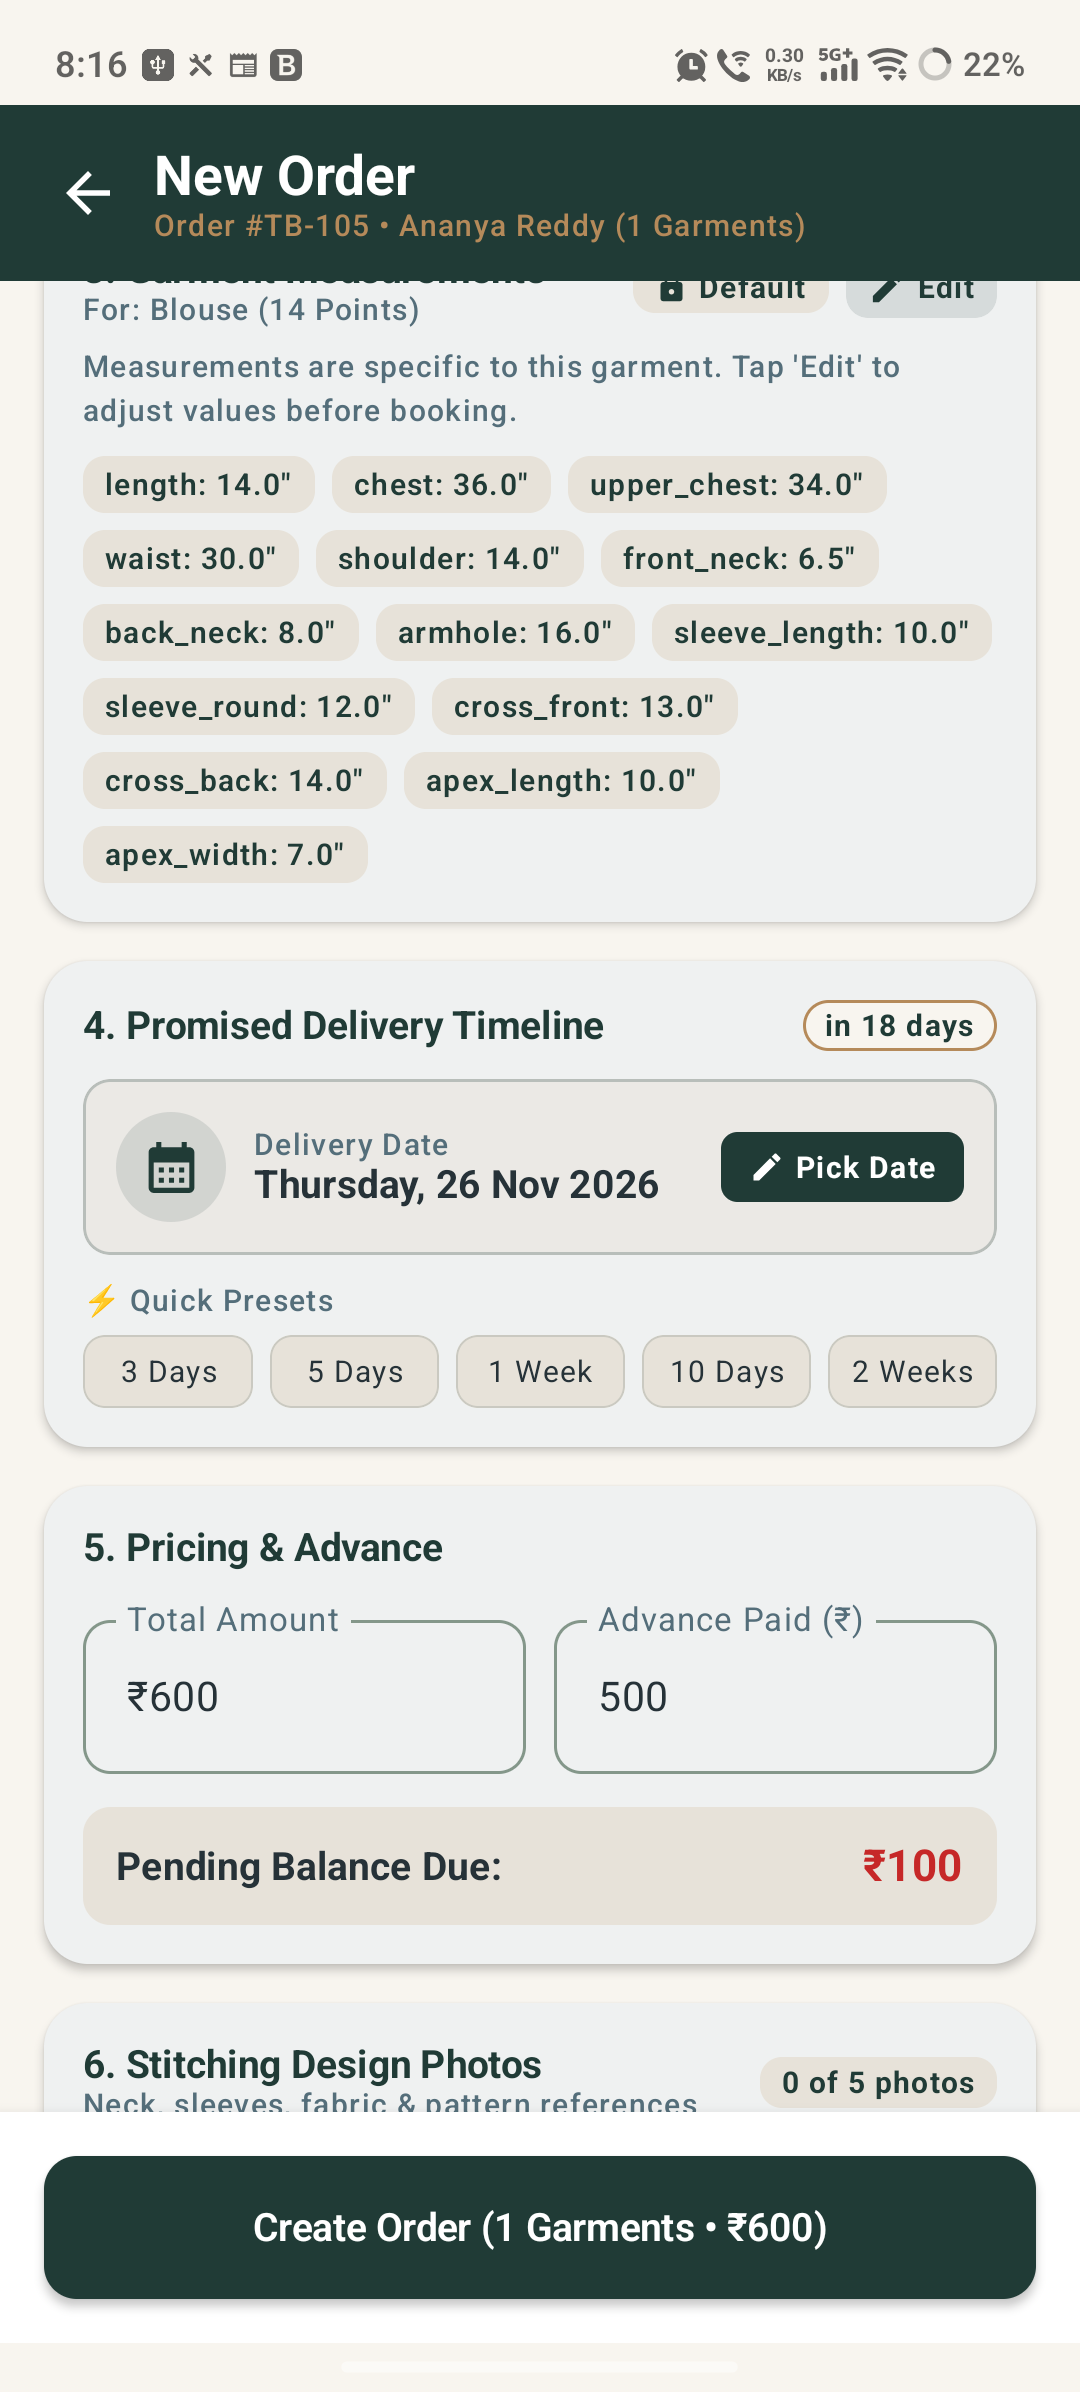 8:16
B
0.30
KB/s
5G+
22%
New Order
Order #TB-105 • Ananya Reddy (1 Garments)
3. Garment Measurements
Default
Edit
For: Blouse (14 Points)
Measurements are specific to this garment. Tap 'Edit' to
adjust values before booking.
length: 14.0"
chest: 36.0"
upper_chest: 34.0"
waist: 30.0"
shoulder: 14.0"
front_neck: 6.5"
back_neck: 8.0"
armhole: 16.0"
sleeve_length: 10.0"
sleeve_round: 12.0"
cross_front: 13.0"
cross_back: 14.0"
apex_length: 10.0"
apex_width: 7.0"
4. Promised Delivery Timeline
in 18 days
Delivery Date
Thursday, 26 Nov 2026
Pick Date
⚡ Quick Presets
3 Days
5 Days
1 Week
10 Days
2 Weeks
5. Pricing & Advance
Total Amount
₹600
Advance Paid (₹)
500
Pending Balance Due:
₹100
6. Stitching Design Photos
0 of 5 photos
Neck, sleeves, fabric & pattern references
Create Order (1 Garments • ₹600)